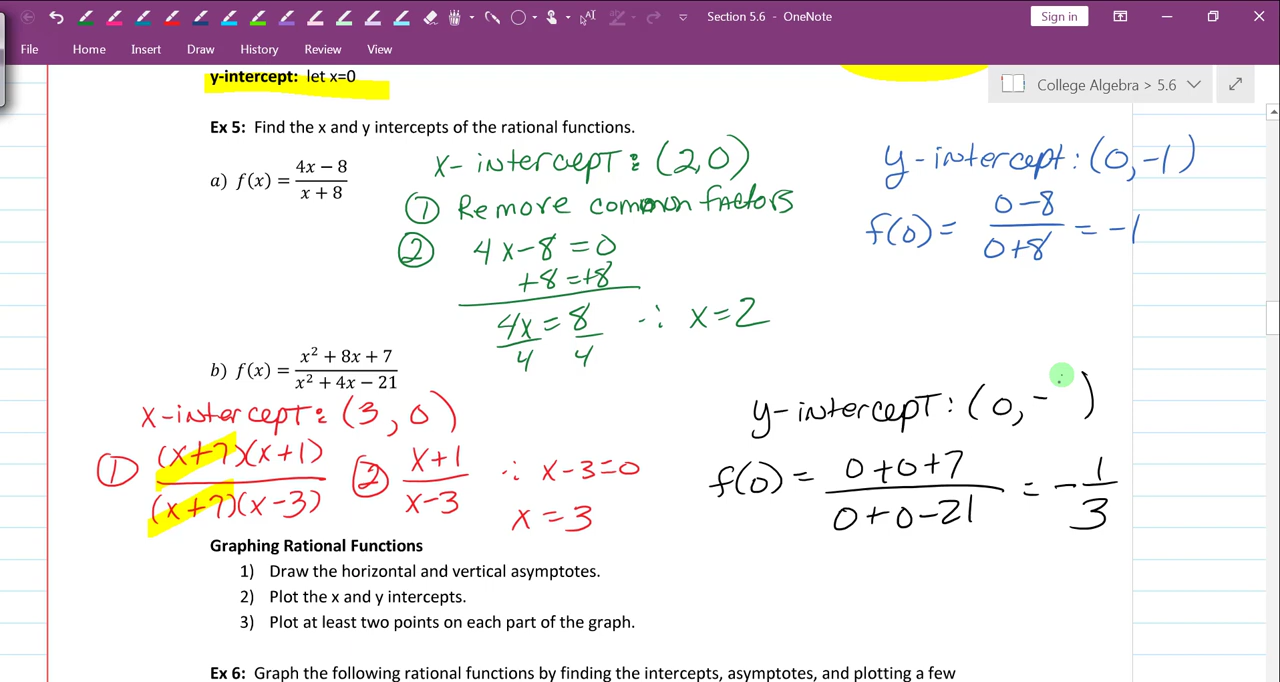 Section 5.6 - OneNote
Sign in
File Home Insert Draw History Review View
y-intercept: let x=0
College Algebra > 5.6
Ex 5: Find the x and y intercepts of the rational functions.
a) f(x) = (4x − 8)/(x + 8)
x-intercept: (2,0)
① Remove common factors
② 4x-8=0
+8=+8
4x/4 = 8/4 ∴ x=2
y-intercept: (0,-1)
f(0) = (0-8)/(0+8) = -1
b) f(x) = (x² + 8x + 7)/(x² + 4x − 21)
x-intercept: (3,0)
① (x+7)(x+1)/(x+7)(x-3) ② (x+1)/(x-3) ∴ x-3=0
x=3
y-intercept: (0,- )
f(0) = (0+0+7)/(0+0-21) = -1/3
Graphing Rational Functions
1) Draw the horizontal and vertical asymptotes.
2) Plot the x and y intercepts.
3) Plot at least two points on each part of the graph.
Ex 6: Graph the following rational functions by finding the intercepts, asymptotes, and plotting a few